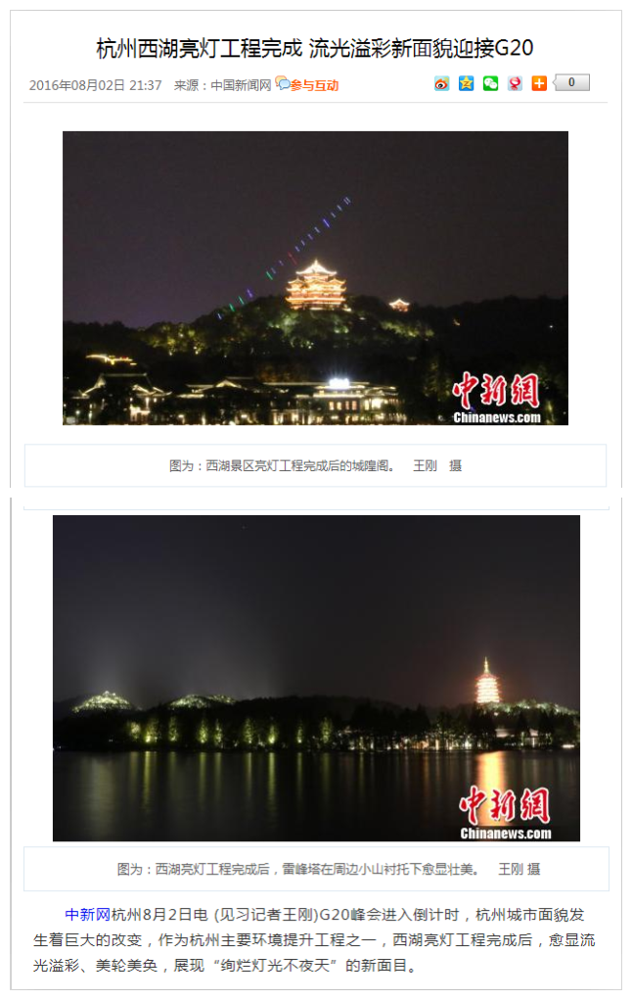 杭州西湖亮灯工程完成 流光溢彩新面貌迎接G20
2016年08月02日 21:37 来源：中国新闻网 参与互动 0
中新網
Chinanews.com
图为：西湖景区亮灯工程完成后的城隍阁。 王刚 摄
中新網
Chinanews.com
图为：西湖亮灯工程完成后，雷峰塔在周边小山衬托下愈显壮美。 王刚 摄
中新网杭州8月2日电 (见习记者王刚)G20峰会进入倒计时，杭州城市面貌发
生着巨大的改变，作为杭州主要环境提升工程之一，西湖亮灯工程完成后，愈显流
光溢彩、美轮美奂，展现“绚烂灯光不夜天”的新面目。